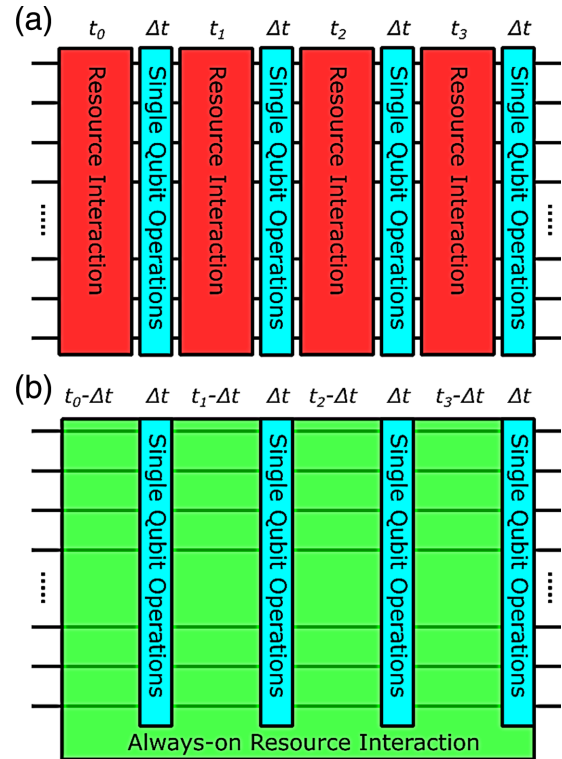 (a)
t0 Δt t1 Δt t2 Δt t3 Δt
Resource Interaction
Single Qubit Operations
Resource Interaction
Single Qubit Operations
Resource Interaction
Single Qubit Operations
Resource Interaction
Single Qubit Operations
(b)
t0-Δt Δt t1-Δt Δt t2-Δt Δt t3-Δt Δt
Single Qubit Operations
Single Qubit Operations
Single Qubit Operations
Single Qubit Operations
Always-on Resource Interaction